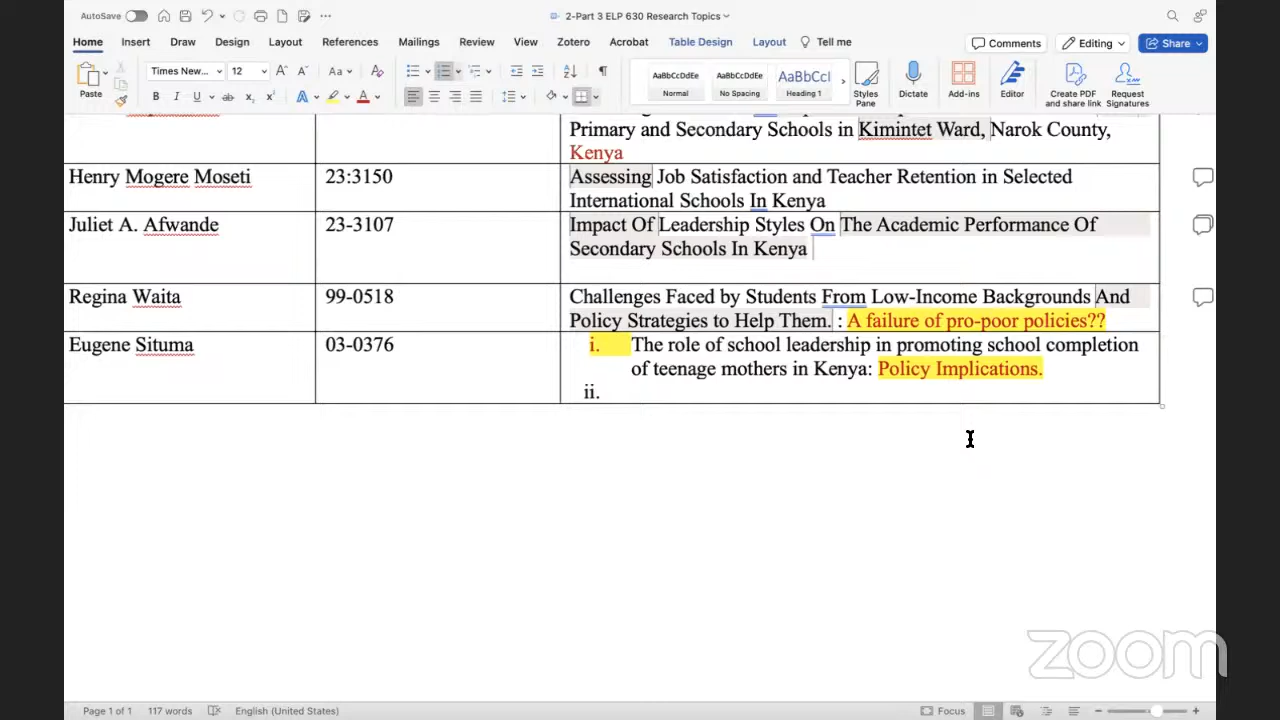 AutoSave
2-Part 3 ELP 630 Research Topics
Home Insert Draw Design Layout References Mailings Review View Zotero Acrobat Table Design Layout Tell me
Comments Editing Share
Paste
Times New... 12
AaBbCcDdEe
Normal
AaBbCcDdEe
No Spacing
AaBbCcI
Heading 1
Styles Pane
Dictate
Add-ins
Editor
Create PDF and share link
Request Signatures
Primary and Secondary Schools in Kimintet Ward, Narok County,
Kenya
Henry Mogere Moseti 23:3150 Assessing Job Satisfaction and Teacher Retention in Selected
International Schools In Kenya
Juliet A. Afwande 23-3107 Impact Of Leadership Styles On The Academic Performance Of
Secondary Schools In Kenya
Regina Waita 99-0518 Challenges Faced by Students From Low-Income Backgrounds And
Policy Strategies to Help Them. : A failure of pro-poor policies??
Eugene Situma 03-0376 i. The role of school leadership in promoting school completion
of teenage mothers in Kenya: Policy Implications.
ii.
zoom
Page 1 of 1 117 words English (United States) Focus